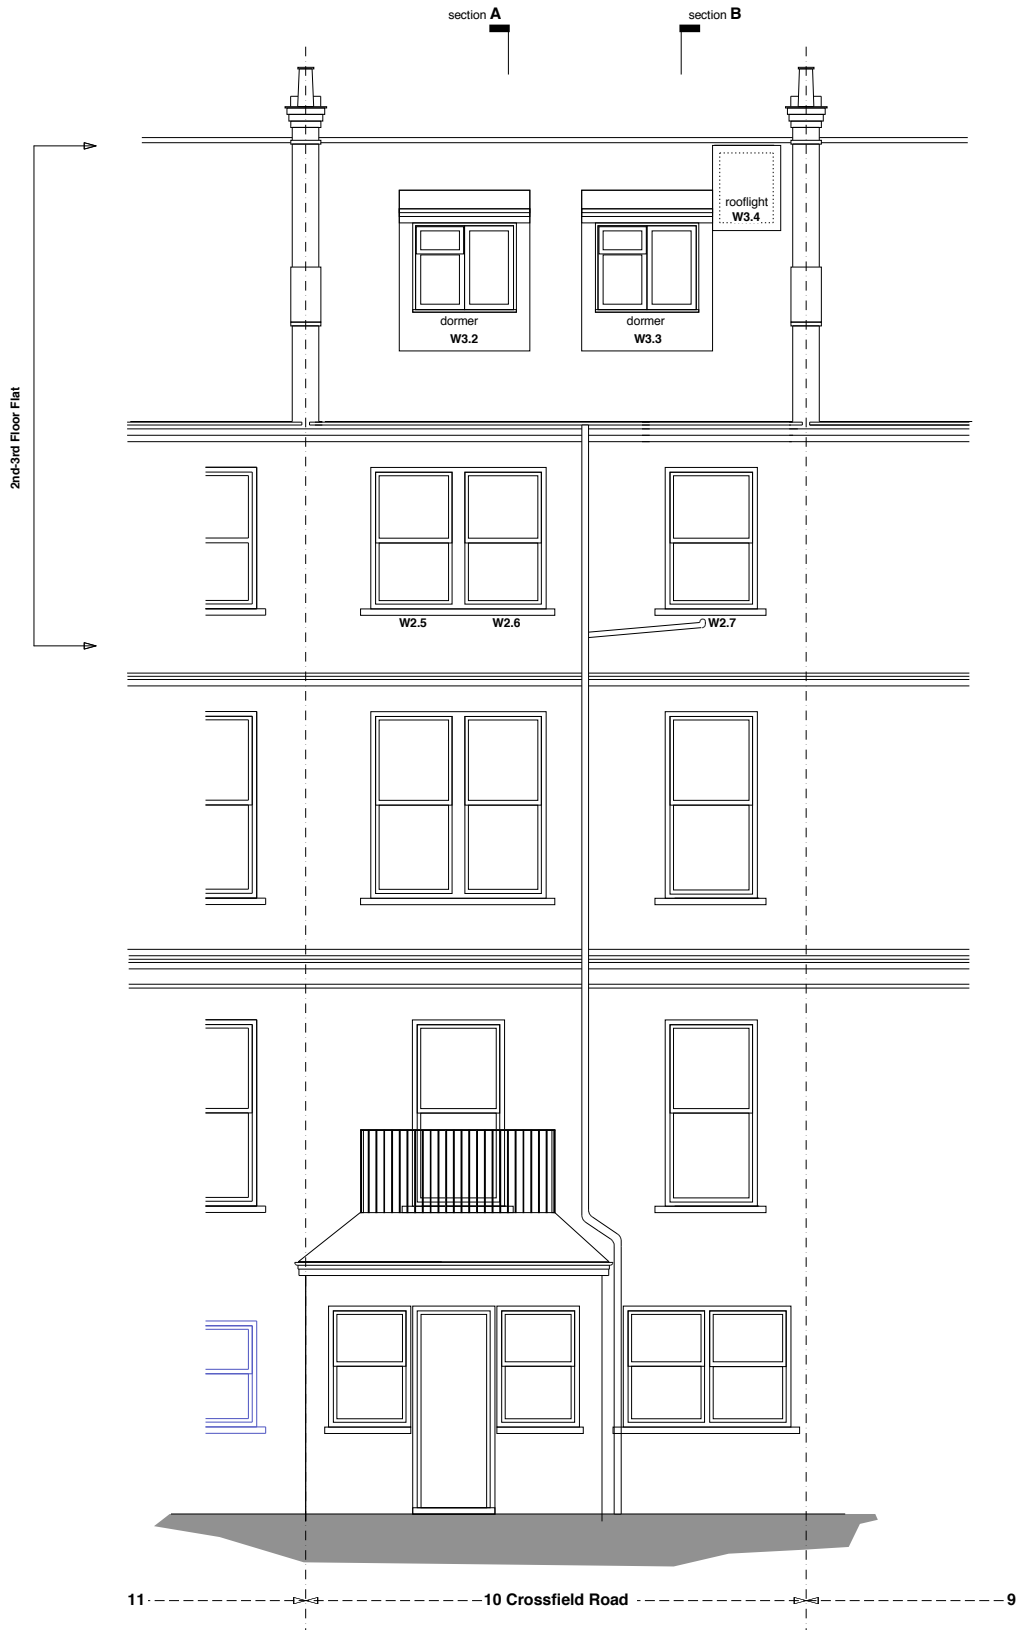 section A
section B
rooflight
W3.4
dormer
W3.2
dormer
W3.3
2nd-3rd Floor Flat
W2.5
W2.6
W2.7
11
10 Crossfield Road
9